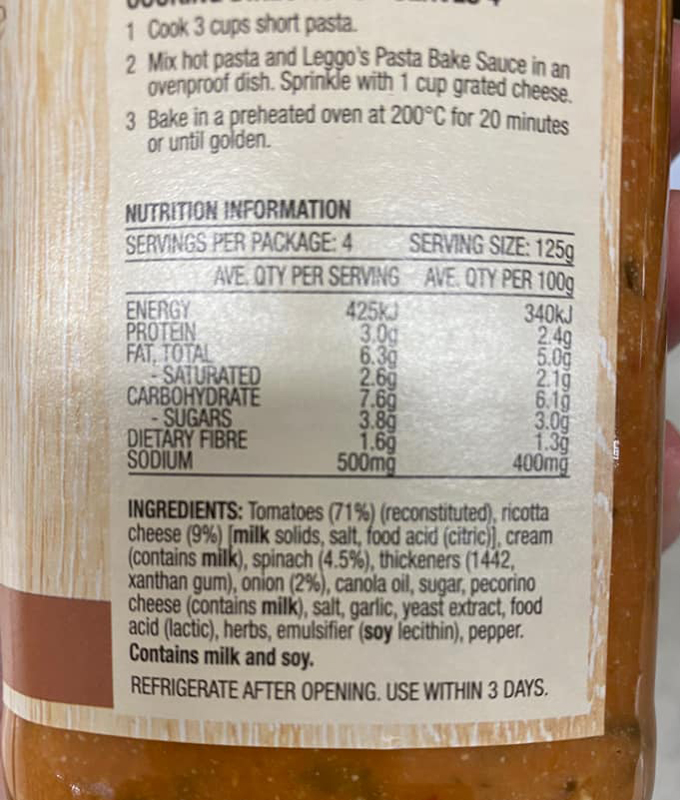 1 Cook 3 cups short pasta.
2 Mix hot pasta and Leggo's Pasta Bake Sauce in an
ovenproof dish. Sprinkle with 1 cup grated cheese.
3 Bake in a preheated oven at 200°C for 20 minutes
or until golden.
NUTRITION INFORMATION
SERVINGS PER PACKAGE: 4 SERVING SIZE: 125g
AVE. QTY PER SERVING AVE. QTY PER 100g
ENERGY 425kJ 340kJ
PROTEIN 3.0g 2.4g
FAT, TOTAL 6.3g 5.0g
- SATURATED 2.6g 2.1g
CARBOHYDRATE 7.6g 6.1g
- SUGARS 3.8g 3.0g
DIETARY FIBRE 1.6g 1.3g
SODIUM 500mg 400mg
INGREDIENTS: Tomatoes (71%) (reconstituted), ricotta
cheese (9%) [milk solids, salt, food acid (citric)], cream
(contains milk), spinach (4.5%), thickeners (1442,
xanthan gum), onion (2%), canola oil, sugar, pecorino
cheese (contains milk), salt, garlic, yeast extract, food
acid (lactic), herbs, emulsifier (soy lecithin), pepper.
Contains milk and soy.
REFRIGERATE AFTER OPENING. USE WITHIN 3 DAYS.